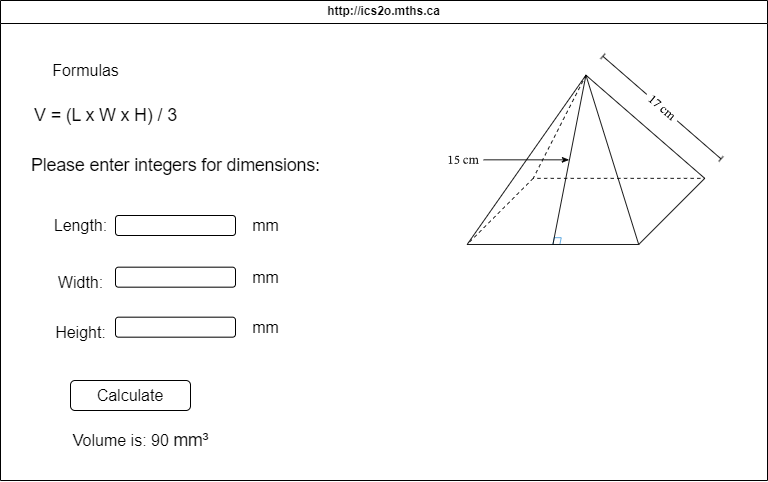 http://ics2o.mths.ca
Formulas
V = (L x W x H) / 3
Please enter integers for dimensions:
Length: mm
Width: mm
Height: mm
Calculate
Volume is: 90 mm³
17 cm
15 cm